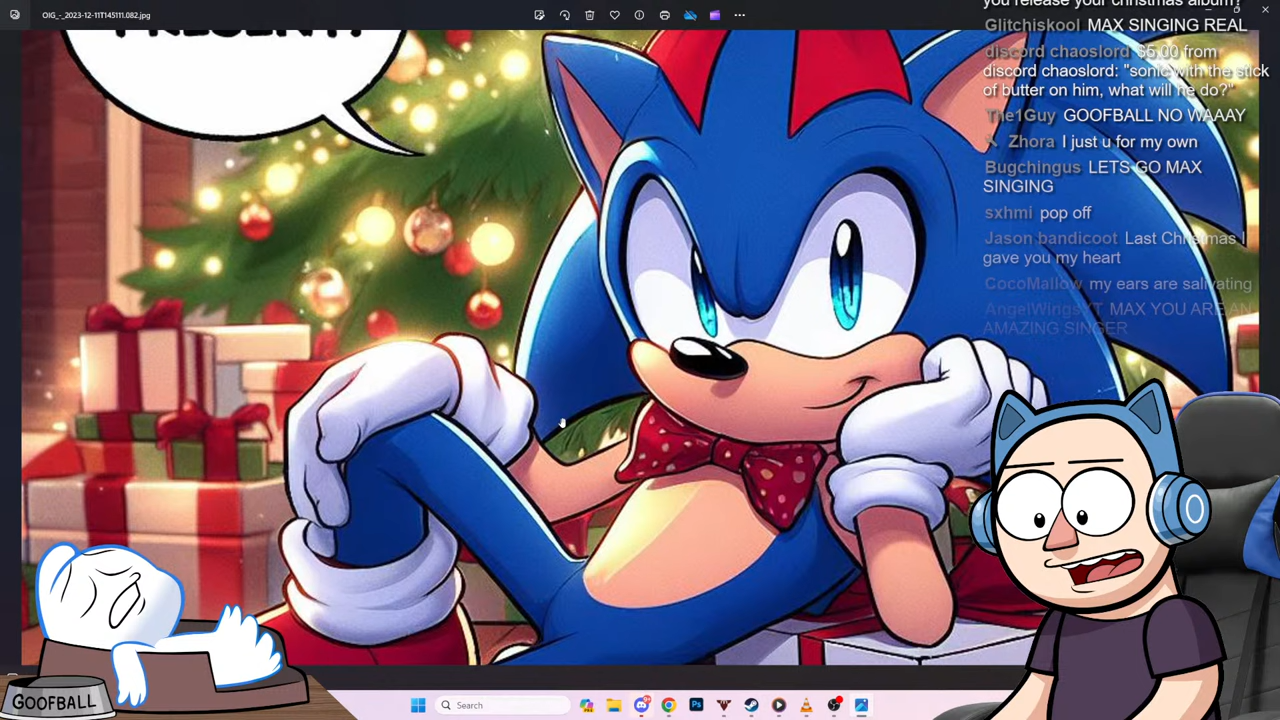 OIG_-_2023-12-11T145111.082.jpg
PRESENT!
you release your christmas album?
Glitchiskool MAX SINGING REAL
discord chaoslord $5.00 from
discord chaoslord: "sonic with the stick
of butter on him, what will he do?"
The1Guy GOOFBALL NO WAAAY
Zhora I just u for my own
Bugchingus LETS GO MAX
SINGING
sxhmi pop off
Jason bandicoot Last Christmas I
gave you my heart
CocoMallow my ears are salivating
AngelWingsYT MAX YOU ARE AN
AMAZING SINGER
GOOFBALL
Search